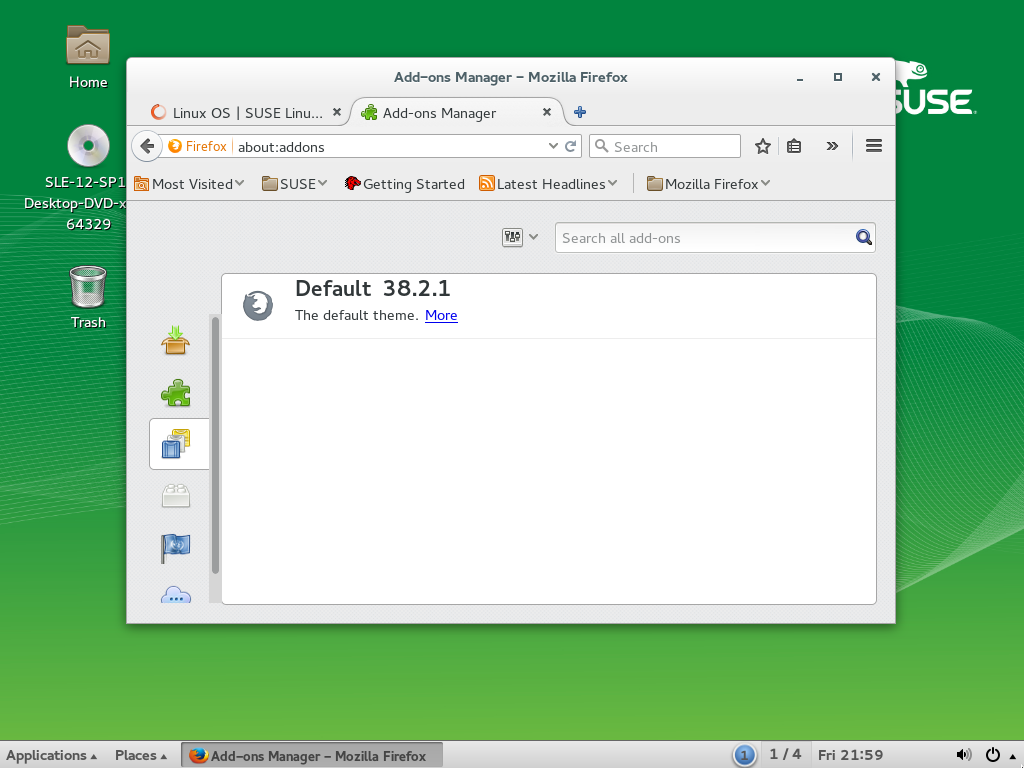 Home
SLE-12-SP1
Desktop-DVD-x
64329
Trash
SUSE
Add-ons Manager - Mozilla Firefox
Linux OS | SUSE Linu...
Add-ons Manager
Firefox
about:addons
Search
Most Visited
SUSE
Getting Started
Latest Headlines
Mozilla Firefox
Search all add-ons
Default 38.2.1
The default theme. More
Applications
Places
Add-ons Manager - Mozilla Firefox
1
1 / 4
Fri 21:59